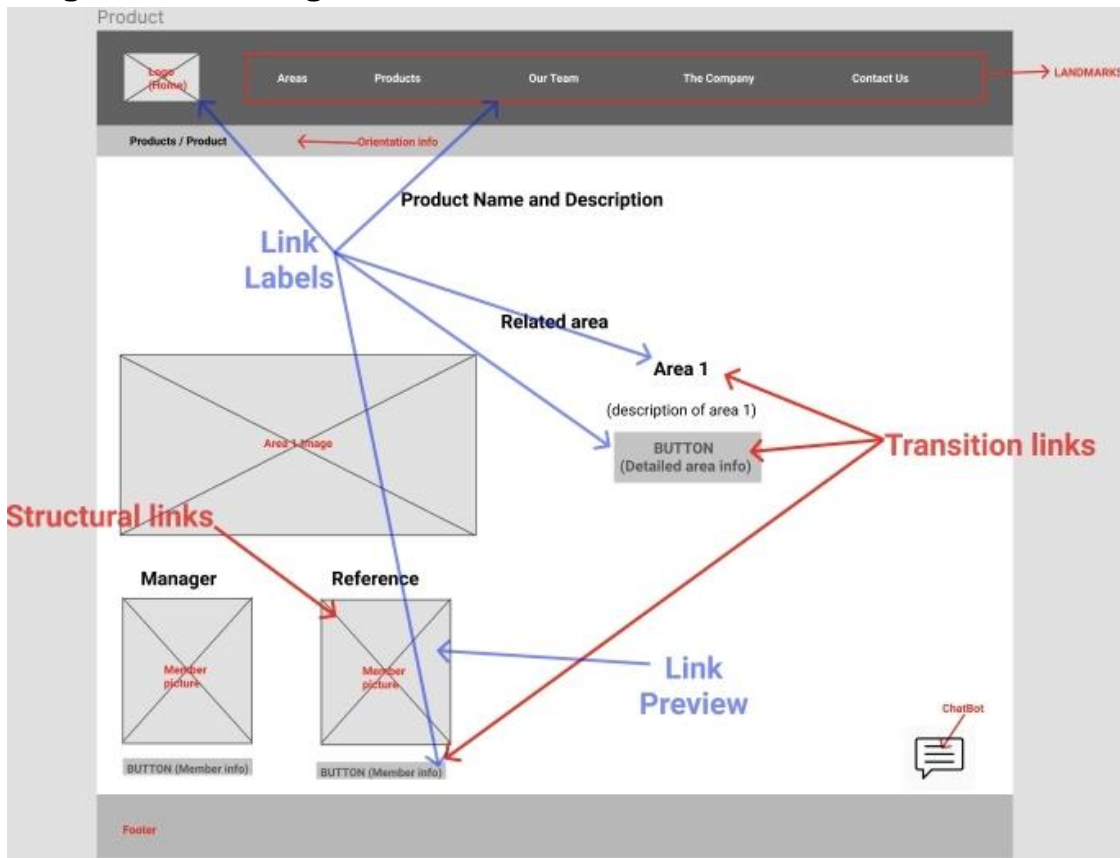 Product
Logo
(Home)
Areas
Products
Our Team
The Company
Contact Us
LANDMARKS
Products / Product
Orientation info
Product Name and Description
Link
Labels
Related area
Area 1
(description of area 1)
BUTTON
(Detailed area info)
Transition links
Area 1 Image
Structural links
Manager
Reference
Member
picture
Member
picture
Link
Preview
ChatBot
BUTTON (Member info)
BUTTON (Member info)
Footer